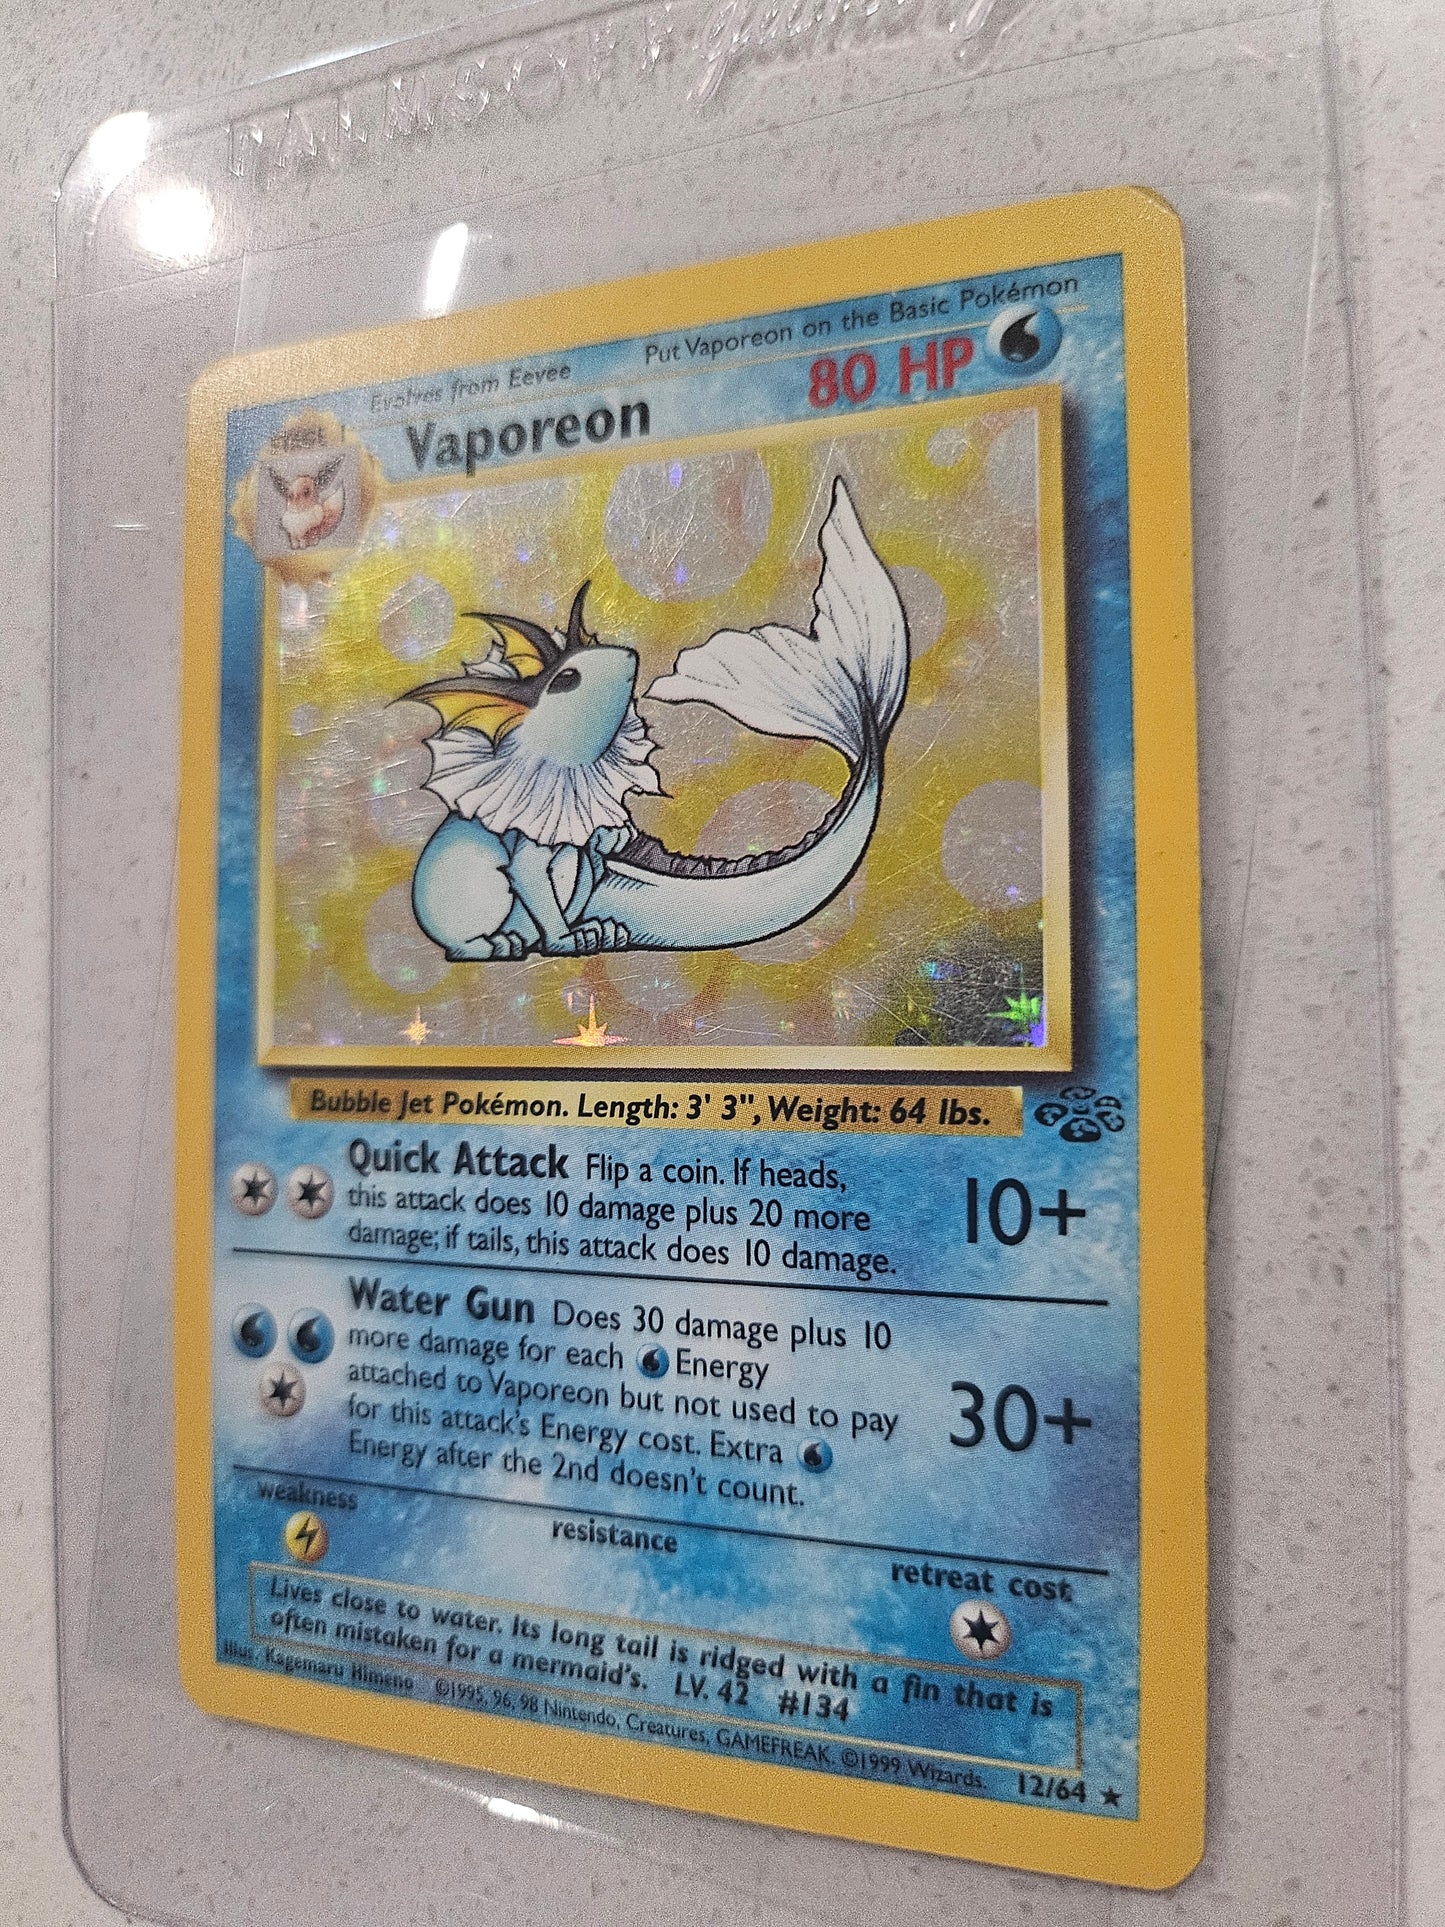 PALMSOFF gaming
Evolves from Eevee
Put Vaporeon on the Basic Pokémon
STAGE 1
Vaporeon
80 HP
Bubble Jet Pokémon. Length: 3' 3", Weight: 64 lbs.
Quick Attack Flip a coin. If heads,
this attack does 10 damage plus 20 more
damage; if tails, this attack does 10 damage.
10+
Water Gun Does 30 damage plus 10
more damage for each Energy
attached to Vaporeon but not used to pay
for this attack's Energy cost. Extra
Energy after the 2nd doesn't count.
30+
weakness
resistance
retreat cost
Lives close to water. Its long tail is ridged with a fin that is
often mistaken for a mermaid's. LV. 42 #134
Illus. Kagemaru Himeno ©1995, 96, 98 Nintendo, Creatures, GAMEFREAK. ©1999 Wizards. 12/64 ★